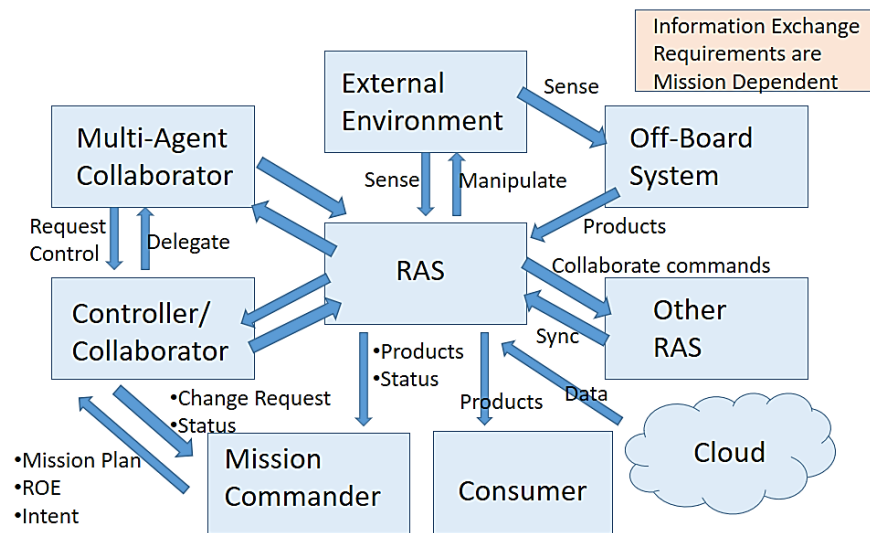 Information Exchange
Requirements are
Mission Dependent
External
Environment
Sense
Multi-Agent
Collaborator
Off-Board
System
Sense
Manipulate
Products
Request
Control
Delegate
RAS
Collaborate commands
Controller/
Collaborator
Other
RAS
Sync
•Products
•Status
•Change Request
•Status
Products
Data
Cloud
•Mission Plan
•ROE
•Intent
Mission
Commander
Consumer